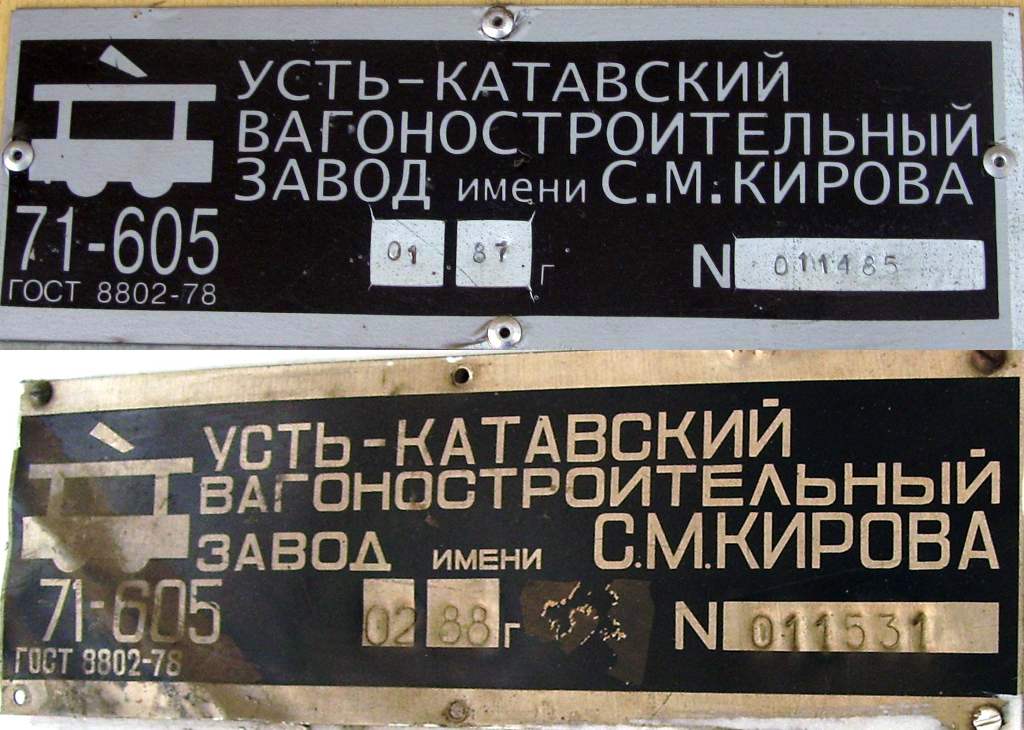 УСТЬ-КАТАВСКИЙ
ВАГОНОСТРОИТЕЛЬНЫЙ
ЗАВОД имени С.М.КИРОВА
71-605
01 87 г N 011485
ГОСТ 8802-78
УСТЬ-КАТАВСКИЙ
ВАГОНОСТРОИТЕЛЬНЫЙ
ЗАВОД ИМЕНИ С.М.КИРОВА
71-605
02 88 г N 011531
ГОСТ 8802-78